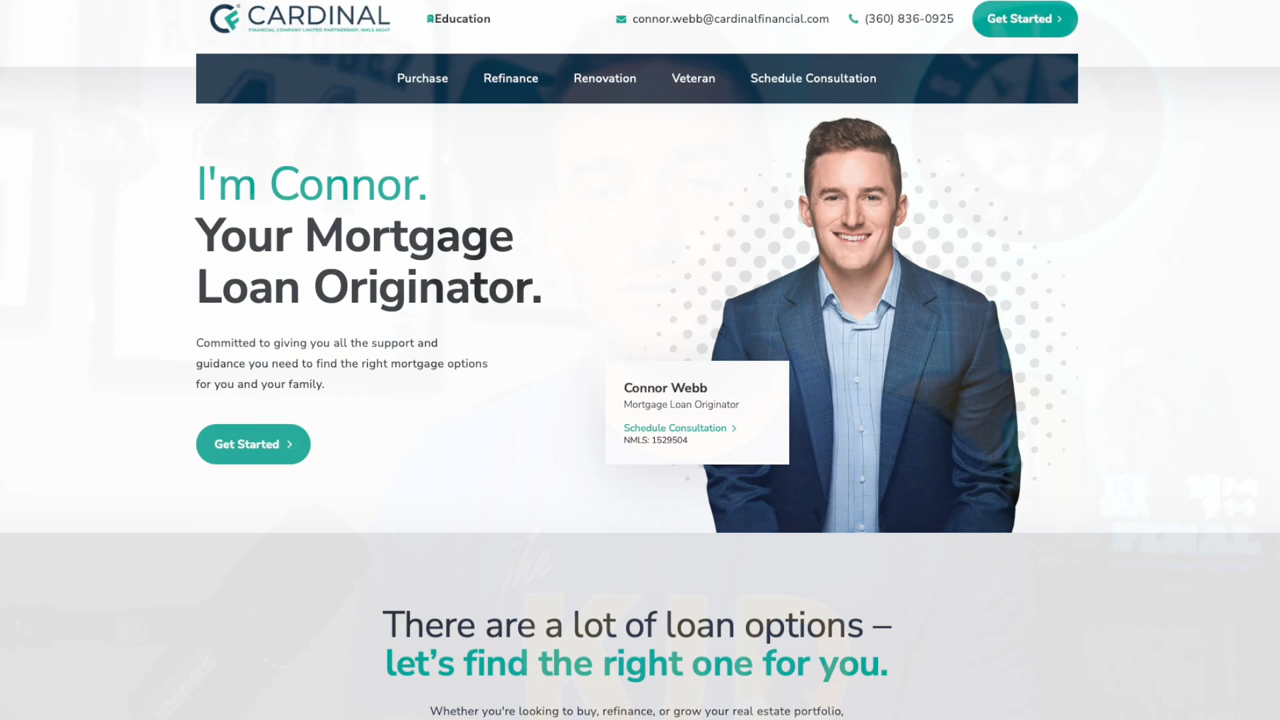 CARDINAL
FINANCIAL COMPANY LIMITED PARTNERSHIP, NMLS 66247
Education
connor.webb@cardinalfinancial.com
(360) 836-0925
Get Started
Purchase
Refinance
Renovation
Veteran
Schedule Consultation
I'm Connor.
Your Mortgage
Loan Originator.
Committed to giving you all the support and
guidance you need to find the right mortgage options
for you and your family.
Get Started
Connor Webb
Mortgage Loan Originator
Schedule Consultation
NMLS: 1529504
The
KID
There are a lot of loan options –
let's find the right one for you.
Whether you're looking to buy, refinance, or grow your real estate portfolio,